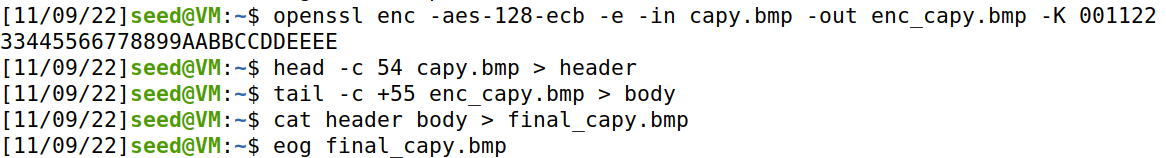 [11/09/22]seed@VM:~$ openssl enc -aes-128-ecb -e -in capy.bmp -out enc_capy.bmp -K 001122
33445566778899AABBCCDDEEEE
[11/09/22]seed@VM:~$ head -c 54 capy.bmp > header
[11/09/22]seed@VM:~$ tail -c +55 enc_capy.bmp > body
[11/09/22]seed@VM:~$ cat header body > final_capy.bmp
[11/09/22]seed@VM:~$ eog final_capy.bmp